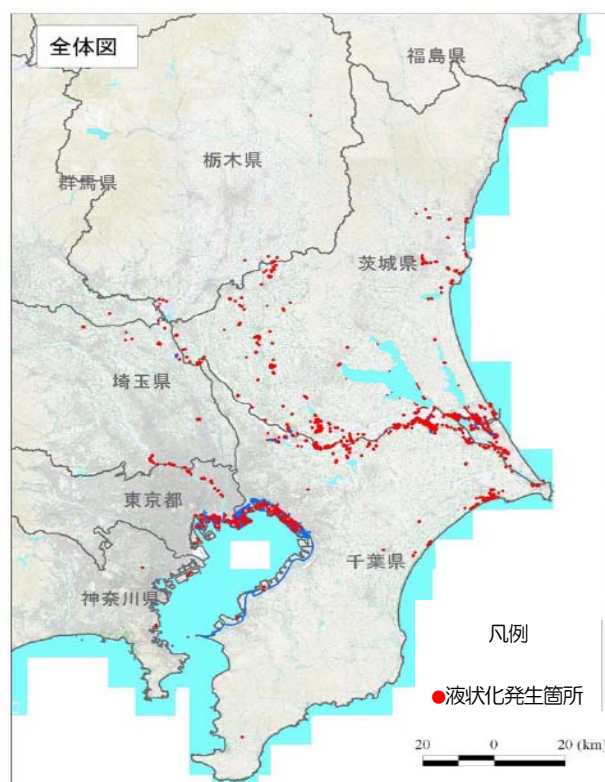 全体図
福島県
栃木県
群馬県
茨城県
埼玉県
東京都
千葉県
神奈川県
凡例
●液状化発生箇所
20 0 20 (km)